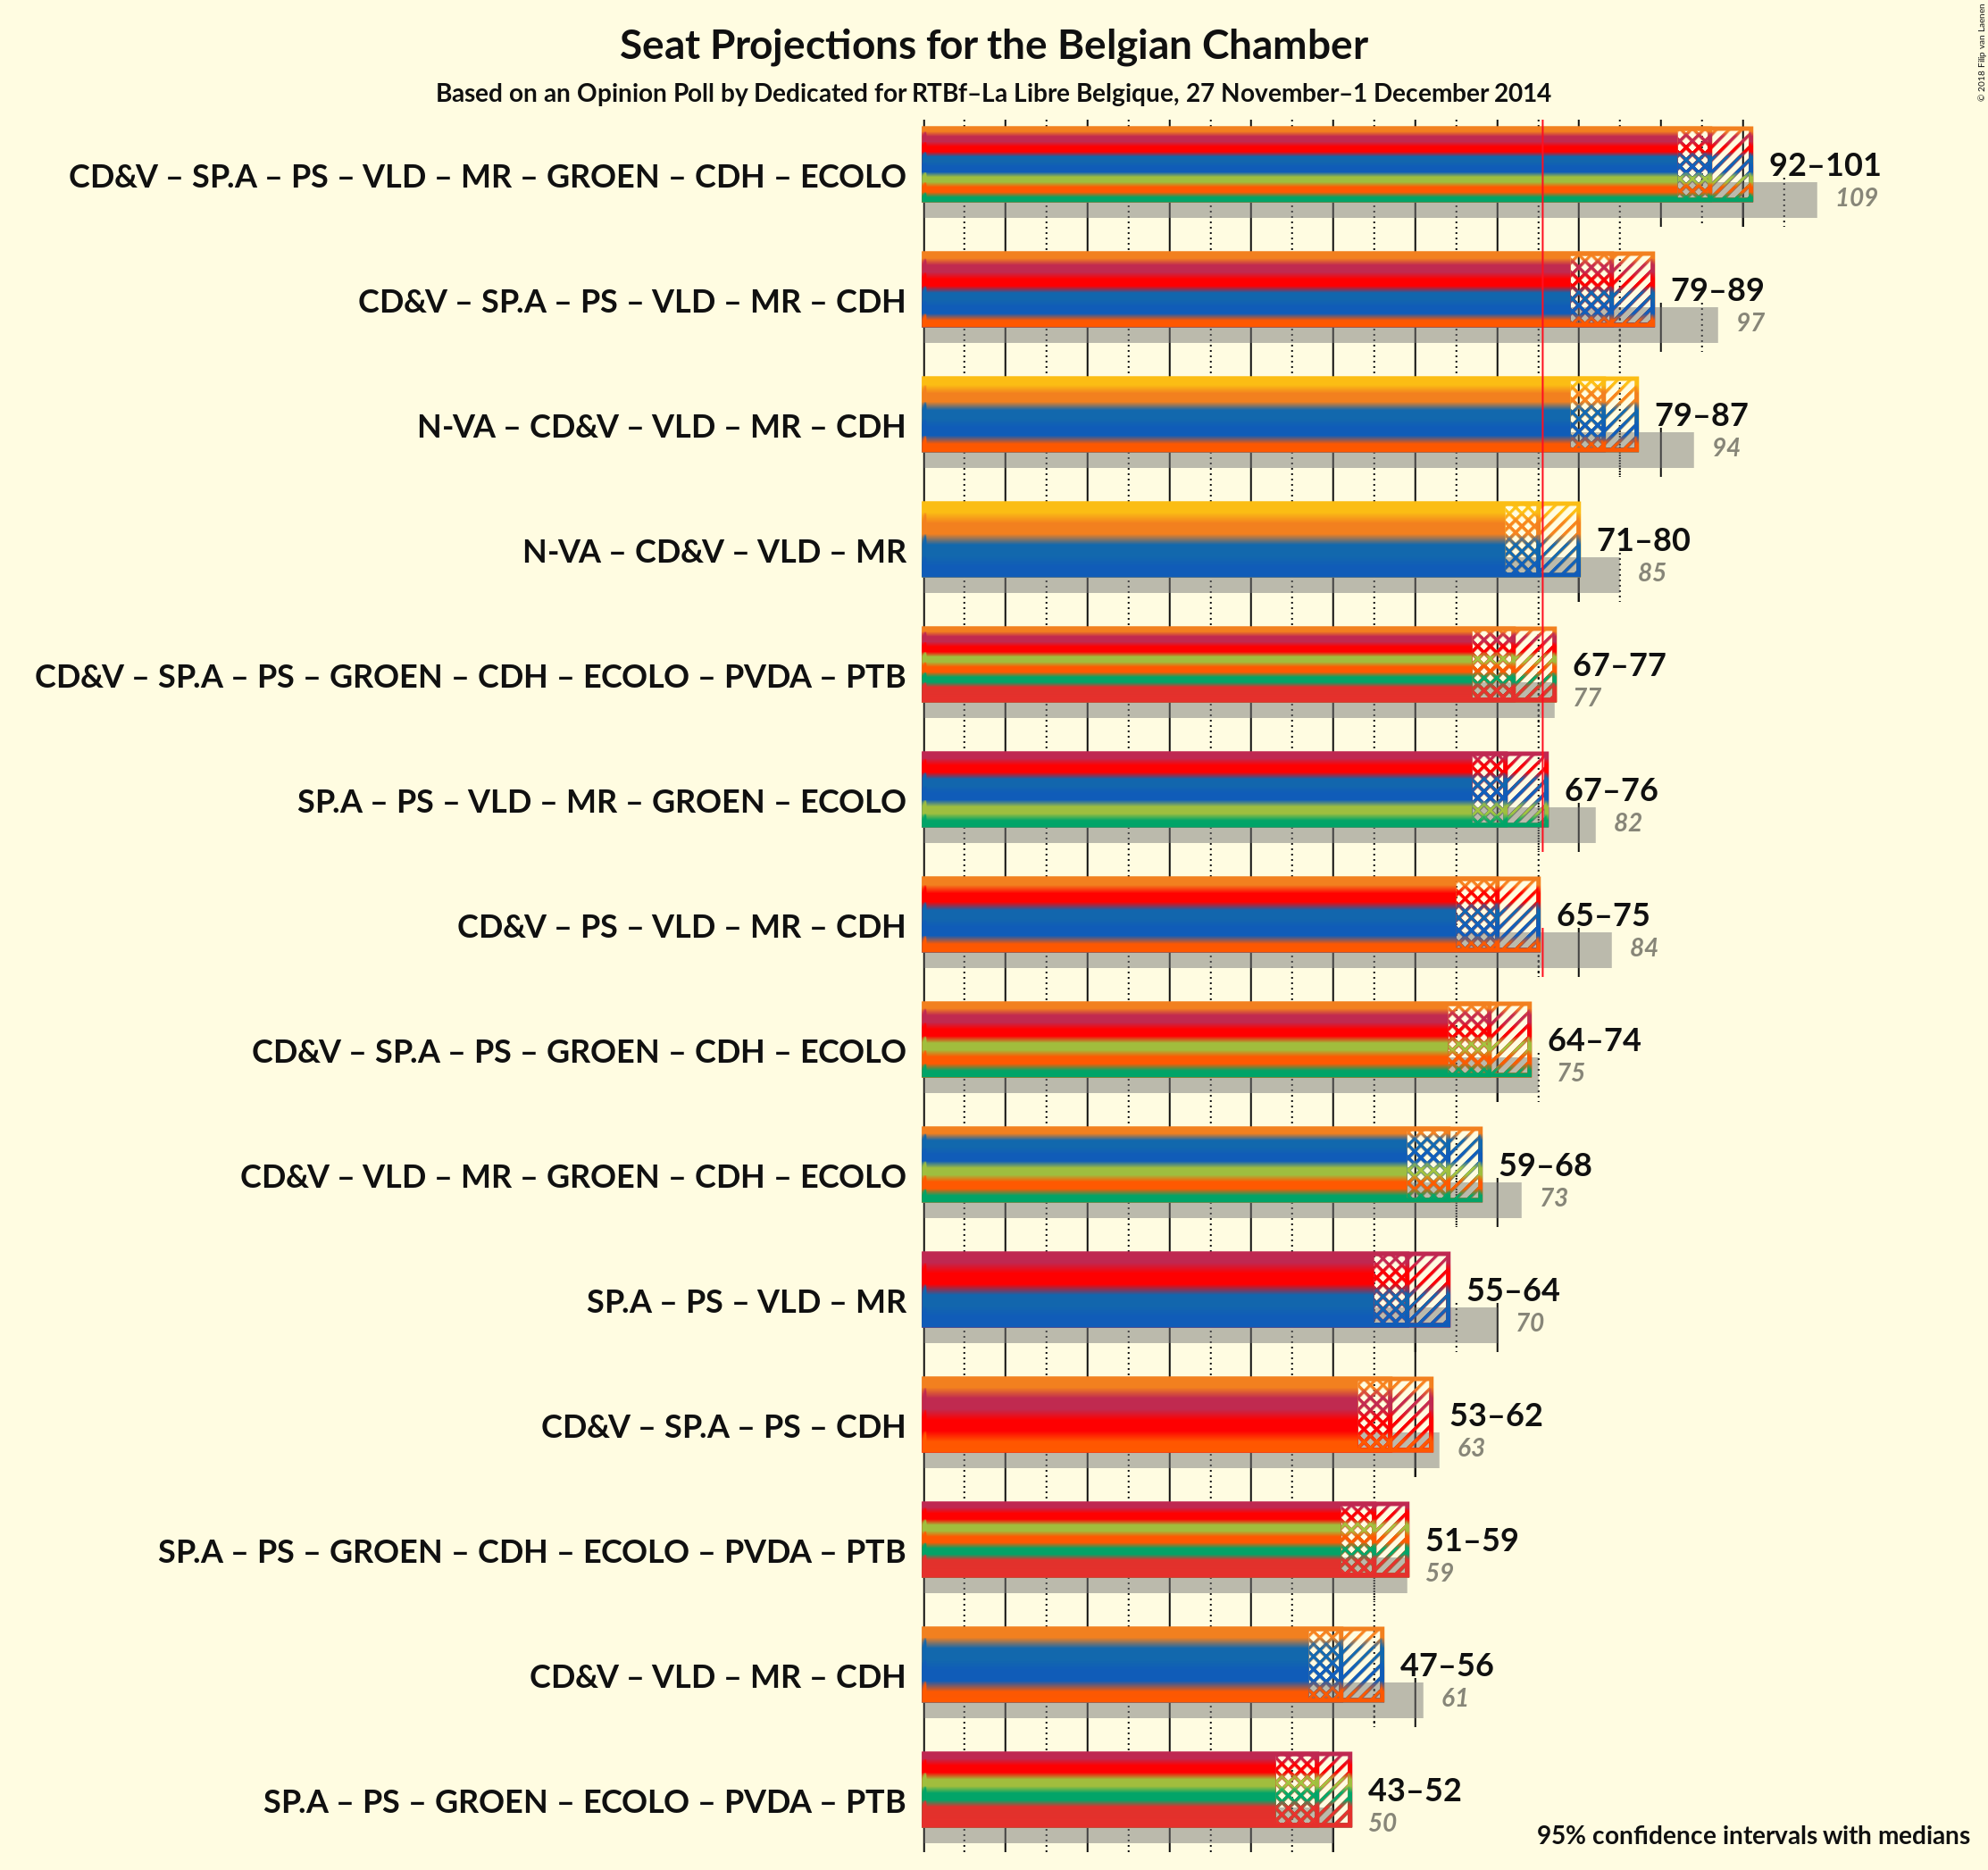 © 2018 Filip van Laenen
Seat Projections for the Belgian Chamber
Based on an Opinion Poll by Dedicated for RTBf–La Libre Belgique, 27 November–1 December 2014
CD&V – SP.A – PS – VLD – MR – GROEN – CDH – ECOLO
92–101
109
CD&V – SP.A – PS – VLD – MR – CDH
79–89
97
N-VA – CD&V – VLD – MR – CDH
79–87
94
N-VA – CD&V – VLD – MR
71–80
85
CD&V – SP.A – PS – GROEN – CDH – ECOLO – PVDA – PTB
67–77
77
SP.A – PS – VLD – MR – GROEN – ECOLO
67–76
82
CD&V – PS – VLD – MR – CDH
65–75
84
CD&V – SP.A – PS – GROEN – CDH – ECOLO
64–74
75
CD&V – VLD – MR – GROEN – CDH – ECOLO
59–68
73
SP.A – PS – VLD – MR
55–64
70
CD&V – SP.A – PS – CDH
53–62
63
SP.A – PS – GROEN – CDH – ECOLO – PVDA – PTB
51–59
59
CD&V – VLD – MR – CDH
47–56
61
SP.A – PS – GROEN – ECOLO – PVDA – PTB
43–52
50
95% confidence intervals with medians